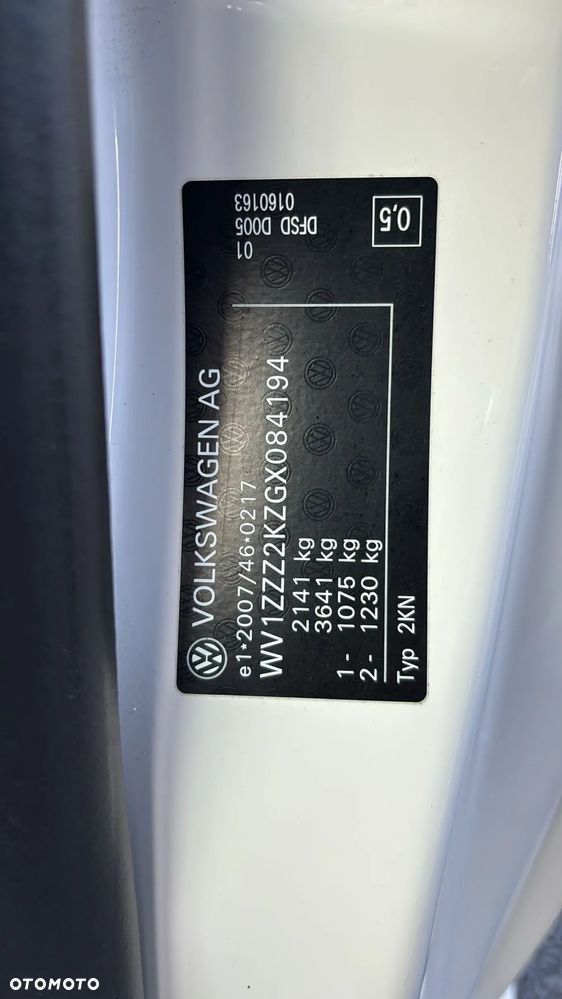 VOLKSWAGEN AG
e1*2007/46*0217
WV1ZZZ2KZGX084194
2141 kg
3641 kg
1- 1075 kg
2- 1230 kg
Typ 2KN
01
DFSD D005
0160163
0,5
OTOMOTO